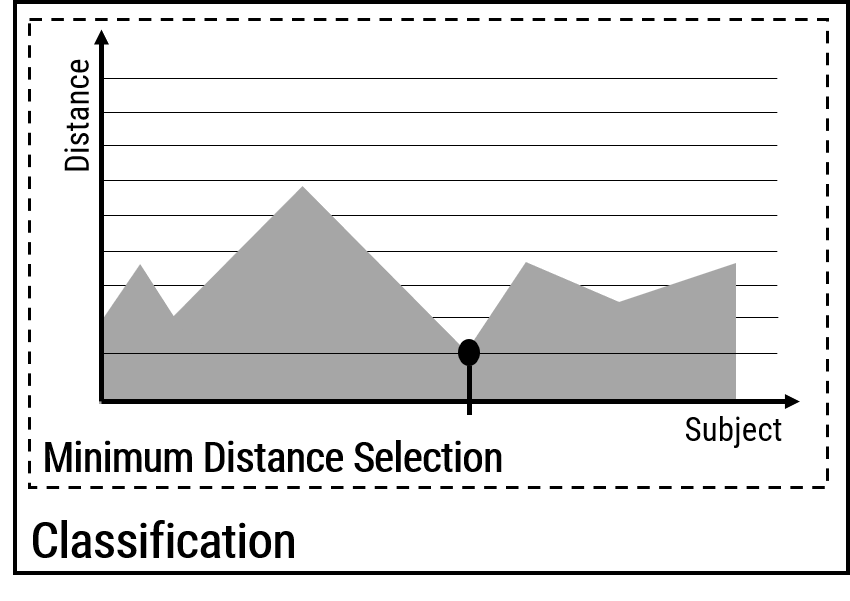 Distance
Subject
Minimum Distance Selection
Classification